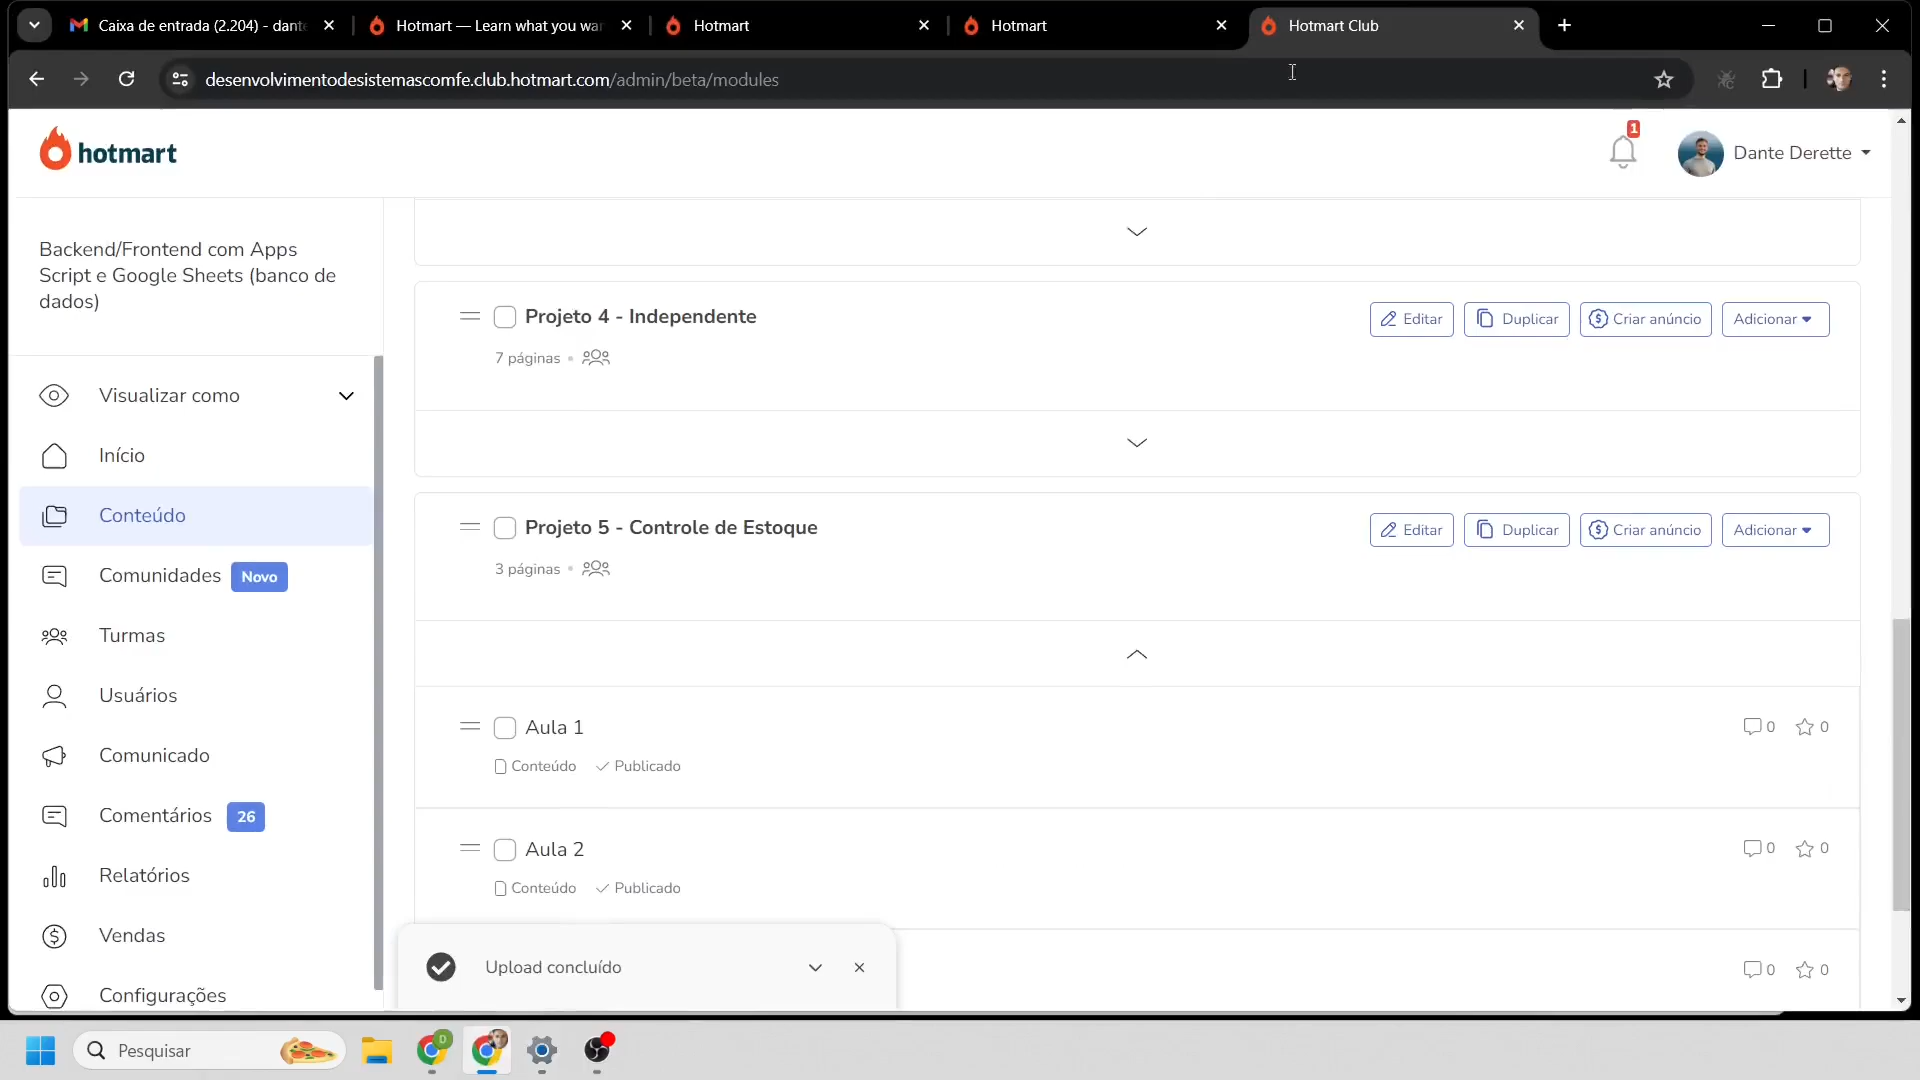 Caixa de entrada (2.204) - dante
Hotmart — Learn what you wan
Hotmart
Hotmart
Hotmart Club
desenvolvimentodesistemascomfe.club.hotmart.com/admin/beta/modules
hotmart
1
Dante Derette
Backend/Frontend com Apps
Script e Google Sheets (banco de
dados)
Visualizar como
Início
Conteúdo
Comunidades Novo
Turmas
Usuários
Comunicado
Comentários 26
Relatórios
Vendas
Configurações
Projeto 4 - Independente
Editar
Duplicar
Criar anúncio
Adicionar
7 páginas
Projeto 5 - Controle de Estoque
Editar
Duplicar
Criar anúncio
Adicionar
3 páginas
Aula 1
0
0
Conteúdo
Publicado
Aula 2
0
0
Conteúdo
Publicado
0
0
Upload concluído
Pesquisar
D